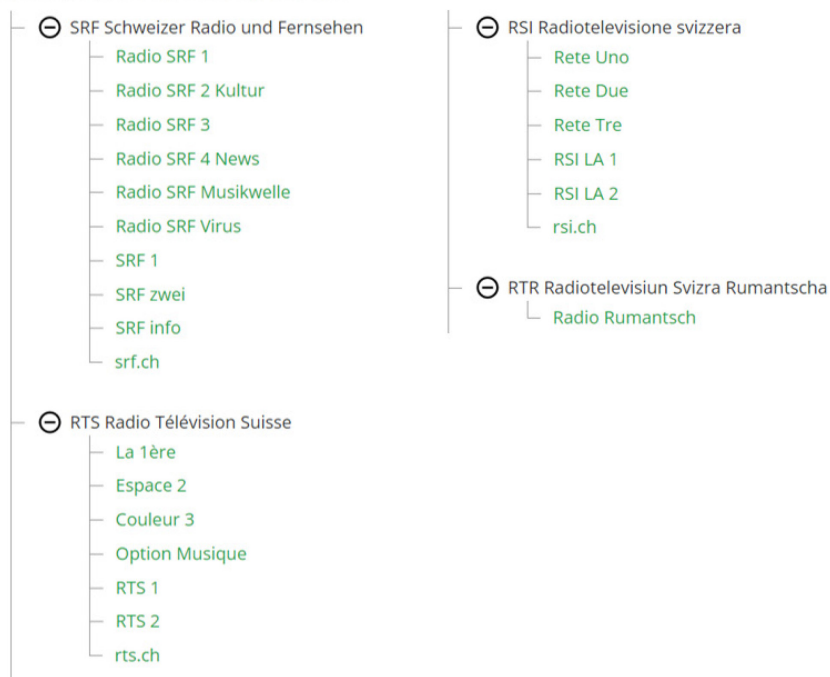 SRF Schweizer Radio und Fernsehen
Radio SRF 1
Radio SRF 2 Kultur
Radio SRF 3
Radio SRF 4 News
Radio SRF Musikwelle
Radio SRF Virus
SRF 1
SRF zwei
SRF info
srf.ch
RTS Radio Télévision Suisse
La 1ère
Espace 2
Couleur 3
Option Musique
RTS 1
RTS 2
rts.ch
RSI Radiotelevisione svizzera
Rete Uno
Rete Due
Rete Tre
RSI LA 1
RSI LA 2
rsi.ch
RTR Radiotelevisiun Svizra Rumantscha
Radio Rumantsch